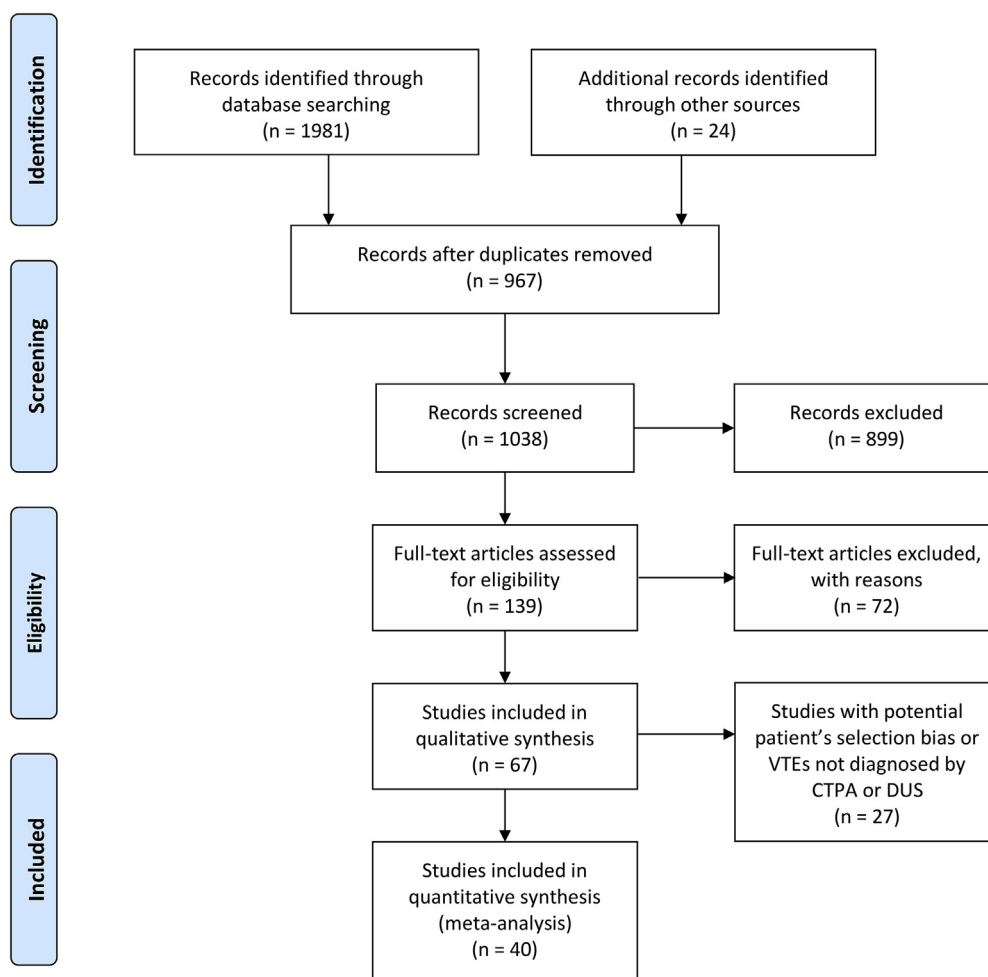 Identification
Records identified through
database searching
(n = 1981)
Additional records identified
through other sources
(n = 24)
Records after duplicates removed
(n = 967)
Screening
Records screened
(n = 1038)
Records excluded
(n = 899)
Eligibility
Full-text articles assessed
for eligibility
(n = 139)
Full-text articles excluded,
with reasons
(n = 72)
Studies included in
qualitative synthesis
(n = 67)
Studies with potential
patient’s selection bias or
VTEs not diagnosed by
CTPA or DUS
(n = 27)
Included
Studies included in
quantitative synthesis
(meta-analysis)
(n = 40)